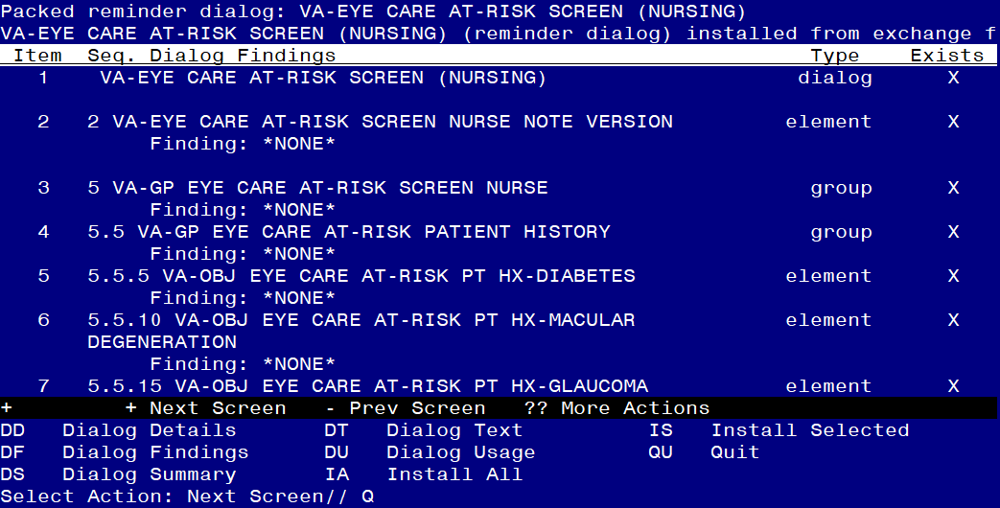 Packed reminder dialog: VA-EYE CARE AT-RISK SCREEN (NURSING)
VA-EYE CARE AT-RISK SCREEN (NURSING) (reminder dialog) installed from exchange f
Item Seq. Dialog Findings Type Exists
1 VA-EYE CARE AT-RISK SCREEN (NURSING) dialog X
2 2 VA-EYE CARE AT-RISK SCREEN NURSE NOTE VERSION element X
Finding: *NONE*
3 5 VA-GP EYE CARE AT-RISK SCREEN NURSE group X
Finding: *NONE*
4 5.5 VA-GP EYE CARE AT-RISK PATIENT HISTORY group X
Finding: *NONE*
5 5.5.5 VA-OBJ EYE CARE AT-RISK PT HX-DIABETES element X
Finding: *NONE*
6 5.5.10 VA-OBJ EYE CARE AT-RISK PT HX-MACULAR element X
DEGENERATION
Finding: *NONE*
7 5.5.15 VA-OBJ EYE CARE AT-RISK PT HX-GLAUCOMA element X
+ + Next Screen - Prev Screen ?? More Actions
DD Dialog Details DT Dialog Text IS Install Selected
DF Dialog Findings DU Dialog Usage QU Quit
DS Dialog Summary IA Install All
Select Action: Next Screen// Q